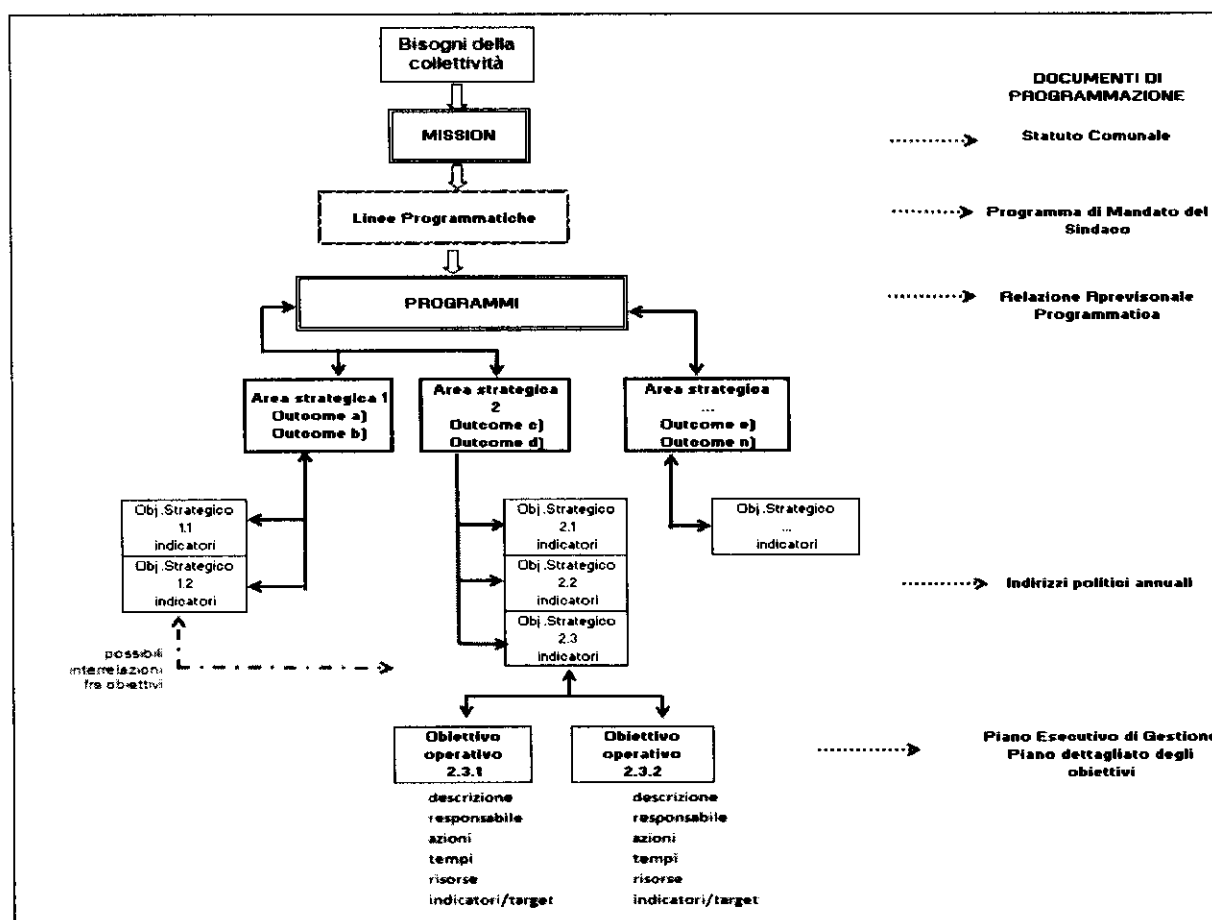 Bisogni della
collettività
MISSION
Linee Programmatiche
PROGRAMMI
DOCUMENTI DI
PROGRAMMAZIONE
Statuto Comunale
Programma di Mandato del
Sindaco
Relazione Rprevisonale
Programmatica
Area strategica 1
Outcome a)
Outcome b)
Area strategica
2
Outcome c)
Outcome d)
Area strategica
...
Outcome e)
Outcome n)
Obj.Strategico
1.1
indicatori
Obj.Strategico
1.2
indicatori
Obj.Strategico
2.1
indicatori
Obj.Strategico
2.2
indicatori
Obj.Strategico
2.3
indicatori
Obj.Strategico
...
indicatori
Indirizzi politici annuali
possibili
interrelazioni
fra obiettivi
Obiettivo
operativo
2.3.1
descrizione
responsabile
azioni
tempi
risorse
indicatori/target
Obiettivo
operativo
2.3.2
descrizione
responsabile
azioni
tempi
risorse
indicatori/target
Piano Esecutivo di Gestione
Piano dettagliato degli
obiettivi